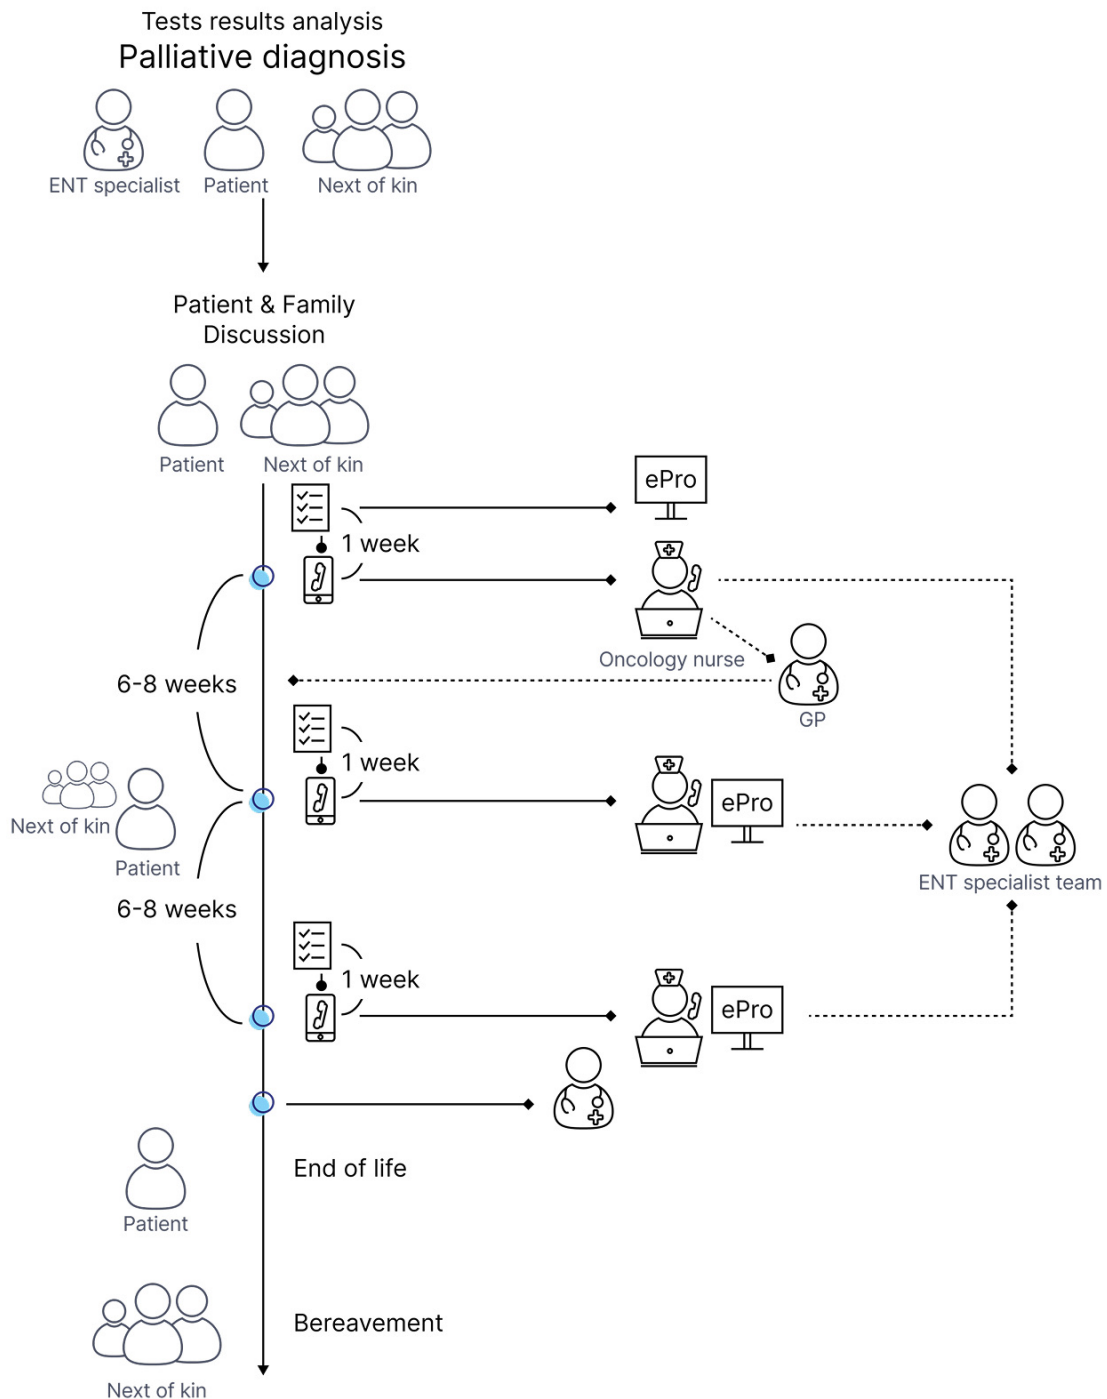 Tests results analysis
Palliative diagnosis
ENT specialist
Patient
Next of kin
Patient & Family
Discussion
Patient
Next of kin
ePro
1 week
Oncology nurse
6-8 weeks
GP
1 week
Next of kin
Patient
ePro
ENT specialist team
6-8 weeks
1 week
ePro
End of life
Patient
Bereavement
Next of kin